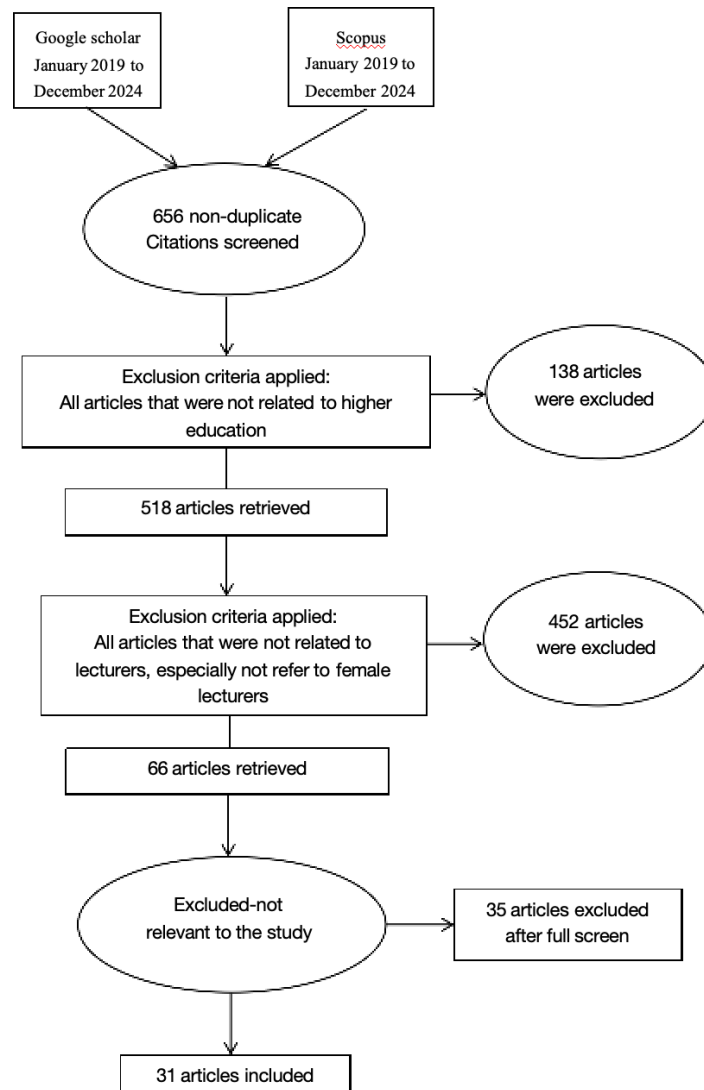 Google scholar
January 2019 to
December 2024
Scopus
January 2019 to
December 2024
656 non-duplicate
Citations screened
Exclusion criteria applied:
All articles that were not related to higher
education
138 articles
were excluded
518 articles retrieved
Exclusion criteria applied:
All articles that were not related to
lecturers, especially not refer to female
lecturers
452 articles
were excluded
66 articles retrieved
Excluded-not
relevant to the study
35 articles excluded
after full screen
31 articles included